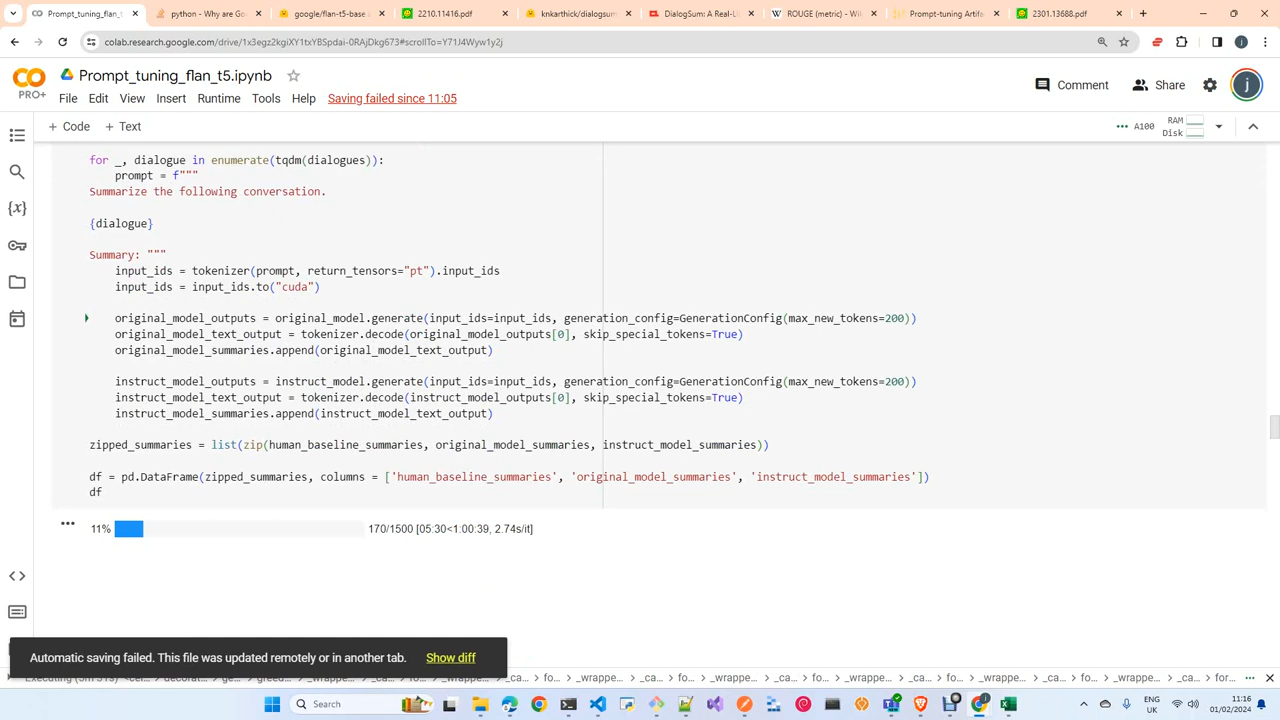 Prompt_tuning_flan_
python - Why are Go
google/flan-t5-base
2210.11416.pdf
knkarthick/dialogsum
DialogSum: A Real-Li
ROUGE (metric) - Wi
Prompt-tuning Artifa
2301.13688.pdf
colab.research.google.com/drive/1x3egz2kgiXY1txYBSpdai-0RAjDkg673#scrollTo=Y71J4Wyw1y2j
CO
PRO+
Prompt_tuning_flan_t5.ipynb
File Edit View Insert Runtime Tools Help Saving failed since 11:05
Comment Share j
+ Code + Text
A100 RAM
Disk
for _, dialogue in enumerate(tqdm(dialogues)):
prompt = f"""
Summarize the following conversation.
{dialogue}
Summary: """
input_ids = tokenizer(prompt, return_tensors="pt").input_ids
input_ids = input_ids.to("cuda")
original_model_outputs = original_model.generate(input_ids=input_ids, generation_config=GenerationConfig(max_new_tokens=200))
original_model_text_output = tokenizer.decode(original_model_outputs[0], skip_special_tokens=True)
original_model_summaries.append(original_model_text_output)
instruct_model_outputs = instruct_model.generate(input_ids=input_ids, generation_config=GenerationConfig(max_new_tokens=200))
instruct_model_text_output = tokenizer.decode(instruct_model_outputs[0], skip_special_tokens=True)
instruct_model_summaries.append(instruct_model_text_output)
zipped_summaries = list(zip(human_baseline_summaries, original_model_summaries, instruct_model_summaries))
df = pd.DataFrame(zipped_summaries, columns = ['human_baseline_summaries', 'original_model_summaries', 'instruct_model_summaries'])
df
11% 170/1500 [05:30<1:00:39, 2.74s/it]
Automatic saving failed. This file was updated remotely or in another tab. Show diff
Search
ENG
UK
11:16
01/02/2024